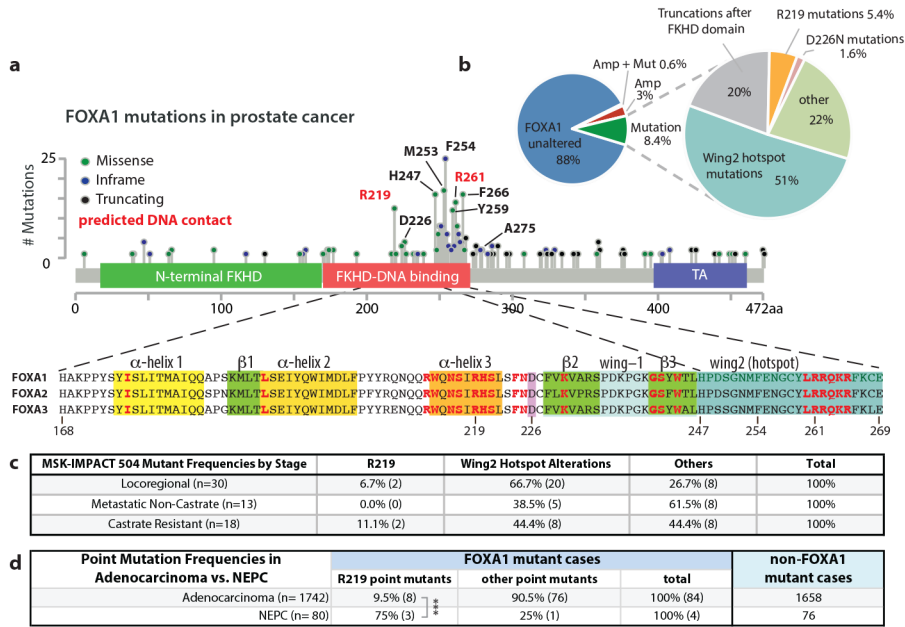 a
FOXA1 mutations in prostate cancer
25
0
# Mutations
Missense
Inframe
Truncating
predicted DNA contact
R219
D226
H247
M253
F254
R261
F266
Y259
A275
N-terminal FKHD
FKHD-DNA binding
TA
0
100
200
300
400
472aa
b
FOXA1 unaltered 88%
Amp + Mut 0.6%
Amp 3%
Mutation 8.4%
Truncations after FKHD domain
20%
R219 mutations 5.4%
D226N mutations 1.6%
other 22%
Wing2 hotspot mutations 51%
α-helix 1
β1
α-helix 2
α-helix 3
β2
wing-1
β3
wing2 (hotspot)
FOXA1 HAKPPYSYISLITMAIQQAPSKMLTLSEIYQWIMDLFPYYRQNQQRWQNSIRHSLSFNDCFVKVARSPDKPGKGSYWTLHPDSGNMFENGCYLRRQKRFKCE
FOXA2 HAKPPYSYISLITMAIQQSPNKMLTLSEIYQWIMDLFPFYRQNQQRWQNSIRHSLSFNDCFLKVPRSPDKPGKGSFWTLHPDSGNMFENGCYLRRQKRFKCE
FOXA3 HAKPPYSYISLITMAIQQAPGKMLTLSEIYQWIMDLFPYYRENQQRWQNSIRHSLSFNDCFVKVARSPDKPGKGSYWALHPSSGNMFENGCYLRRQKRFKLE
168
219
226
247
254
261
269
c
MSK-IMPACT 504 Mutant Frequencies by Stage R219 Wing2 Hotspot Alterations Others Total
Locoregional (n=30) 6.7% (2) 66.7% (20) 26.7% (8) 100%
Metastatic Non-Castrate (n=13) 0.0% (0) 38.5% (5) 61.5% (8) 100%
Castrate Resistant (n=18) 11.1% (2) 44.4% (8) 44.4% (8) 100%
d
Point Mutation Frequencies in Adenocarcinoma vs. NEPC
FOXA1 mutant cases
non-FOXA1 mutant cases
R219 point mutants other point mutants total
Adenocarcinoma (n= 1742) 9.5% (8) 90.5% (76) 100% (84) 1658
NEPC (n= 80) 75% (3) 25% (1) 100% (4) 76
***